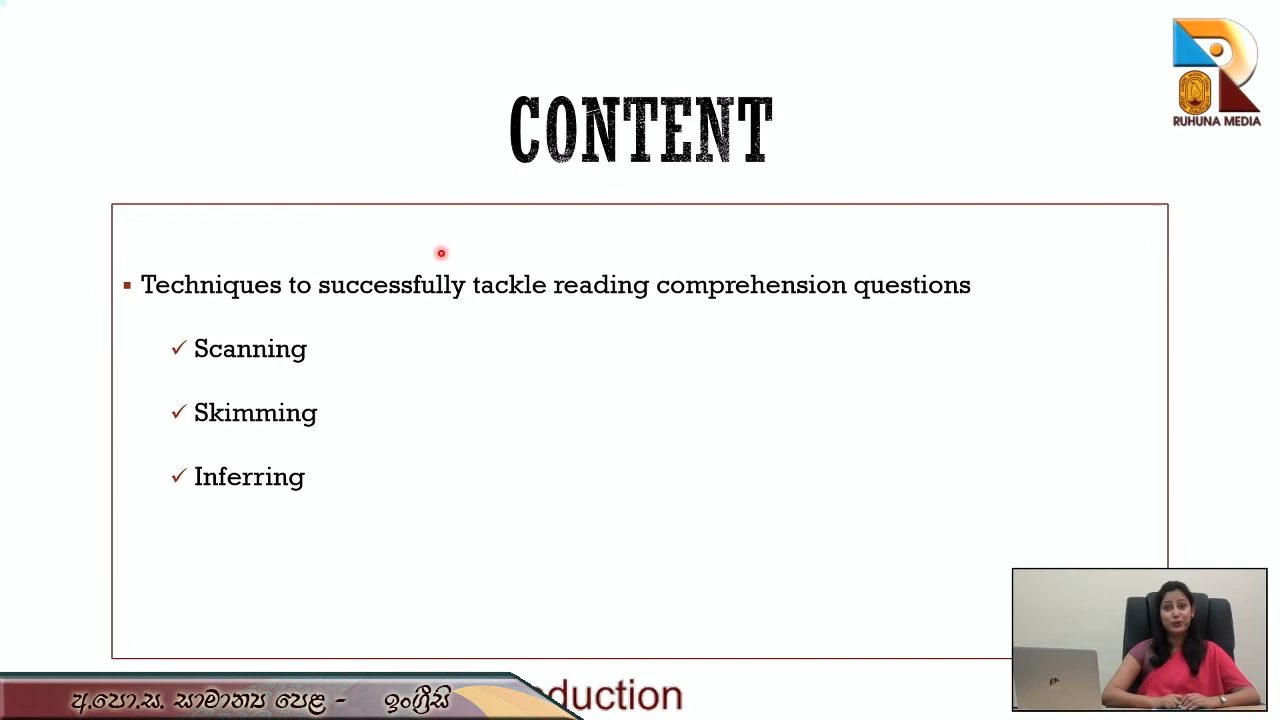 RUHUNA MEDIA
CONTENT
Techniques to successfully tackle reading comprehension questions
Scanning
Skimming
Inferring
අ.පො.ස. සාමාන්‍ය පෙළ - ඉංග්‍රීසි
duction